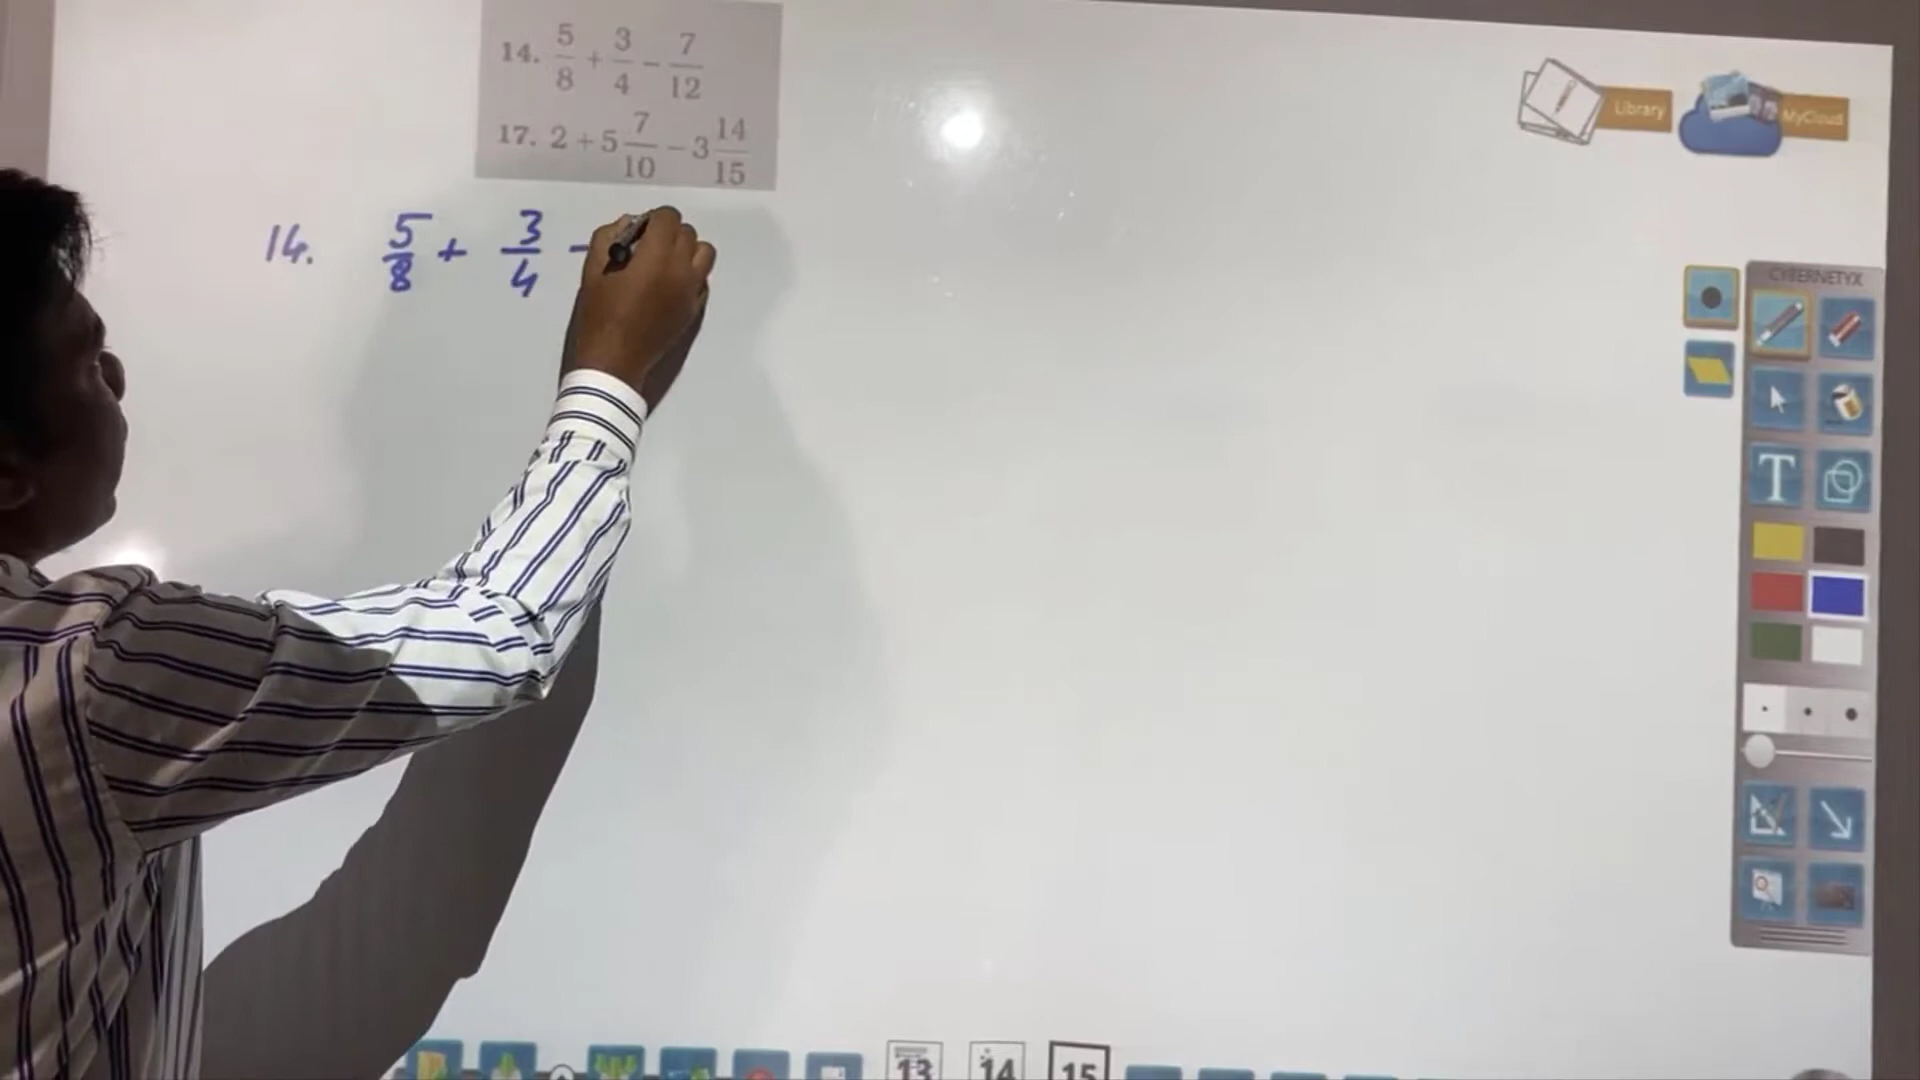 14. 5/8 + 3/4 − 7/12
17. 2 + 5 7/10 − 3 14/15
14. 5/8 + 3/4 −
Library
MyCloud
CYBERNETYX
T
13 14 15